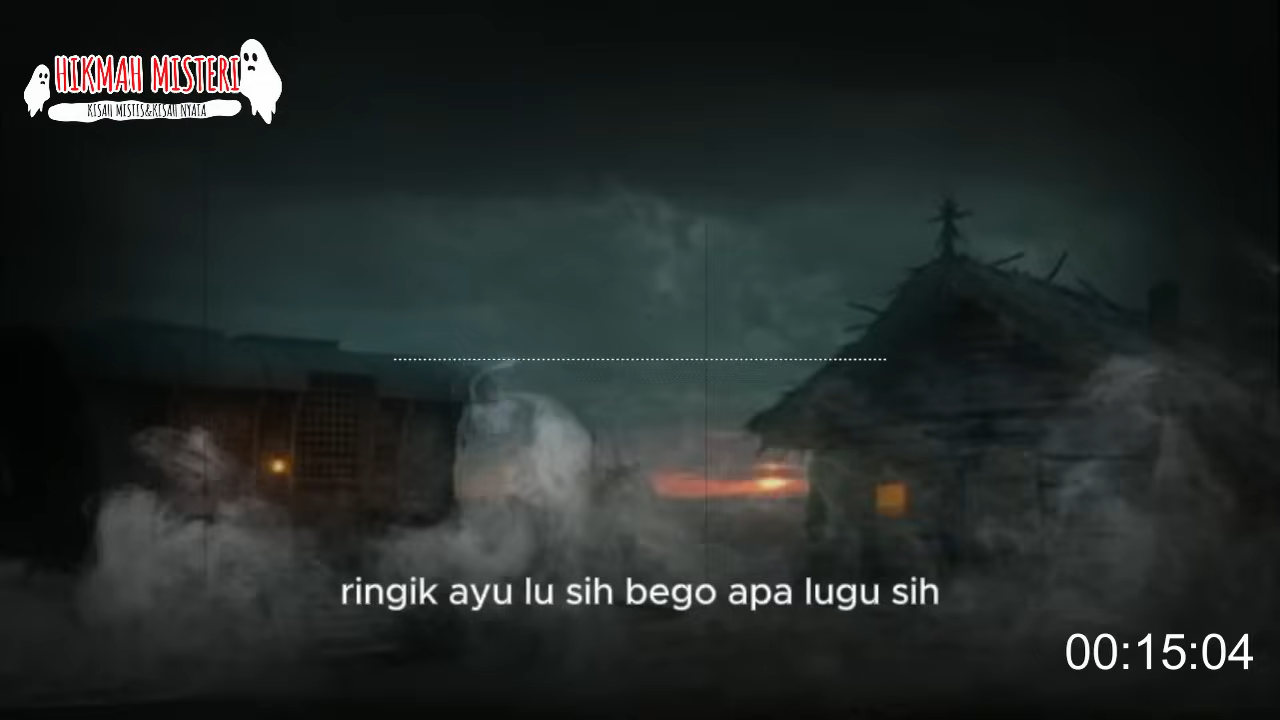 HIKMAH MISTERI
KISAH MISTIS&KISAH NYATA
ringik ayu lu sih bego apa lugu sih
00:15:04